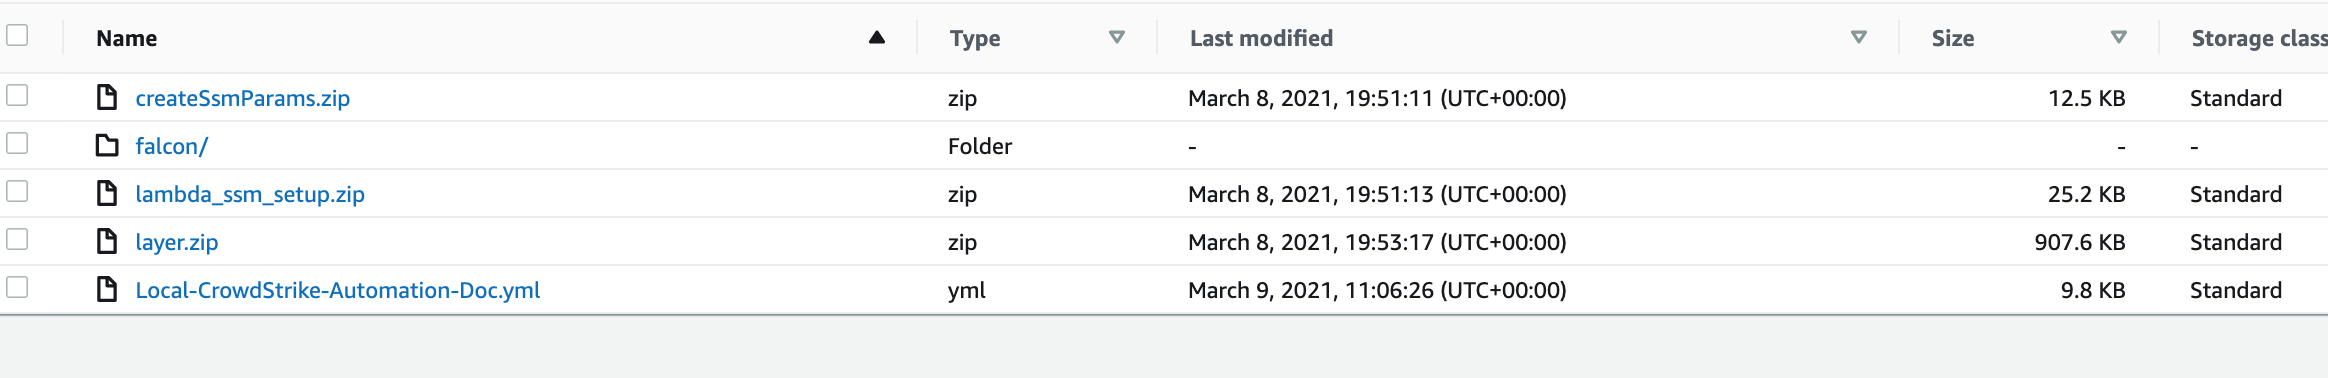 Name Type Last modified Size Storage class
createSsmParams.zip zip March 8, 2021, 19:51:11 (UTC+00:00) 12.5 KB Standard
falcon/ Folder - - -
lambda_ssm_setup.zip zip March 8, 2021, 19:51:13 (UTC+00:00) 25.2 KB Standard
layer.zip zip March 8, 2021, 19:53:17 (UTC+00:00) 907.6 KB Standard
Local-CrowdStrike-Automation-Doc.yml yml March 9, 2021, 11:06:26 (UTC+00:00) 9.8 KB Standard